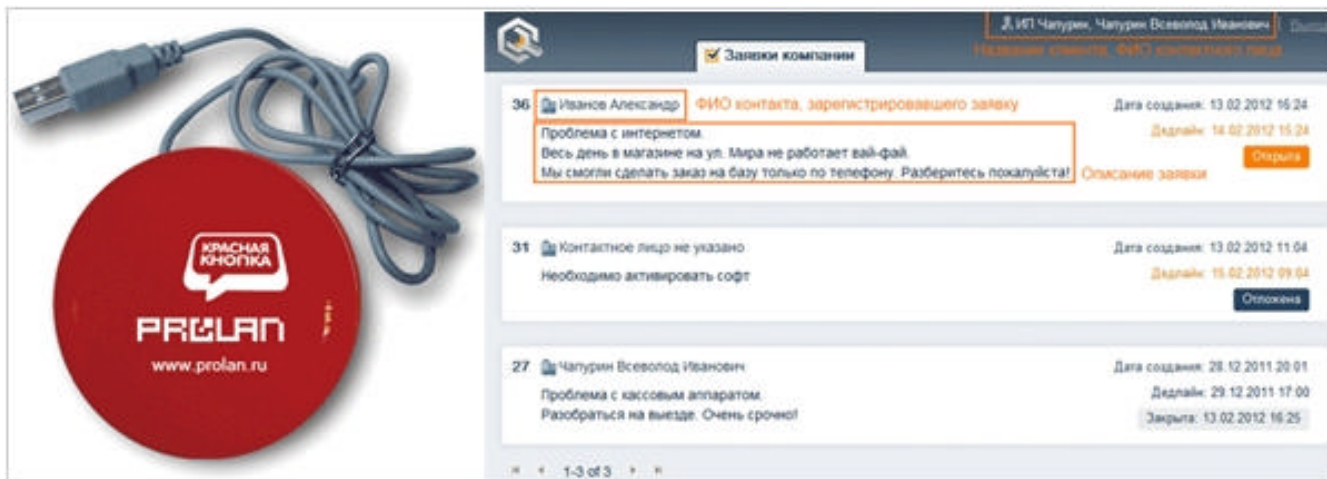 КРАСНАЯ
КНОПКА
PROLAN
www.prolan.ru
ИП Чапурин, Чапурин Всеволод Иванович
Название клиента, ФИО контактного лица
Заявки компании
36 Иванов Александр ФИО контакта, зарегистрировавшего заявку Дата создания: 13.02.2012 16:24
Проблема с интернетом. Дедлайн: 14.02.2012 15:24
Весь день в магазине на ул. Мира не работает вай-фай. Открыта
Мы смогли сделать заказ на базу только по телефону. Разберитесь пожалуйста! Описание заявки
31 Контактное лицо не указано Дата создания: 13.02.2012 11:04
Необходимо активировать софт Дедлайн: 15.02.2012 09:04
Отложена
27 Чапурин Всеволод Иванович Дата создания: 28.12.2011 20:01
Проблема с кассовым аппаратом. Дедлайн: 29.12.2011 17:00
Разобраться на выезде. Очень срочно! Закрыта: 13.02.2012 16:25
1-3 of 3